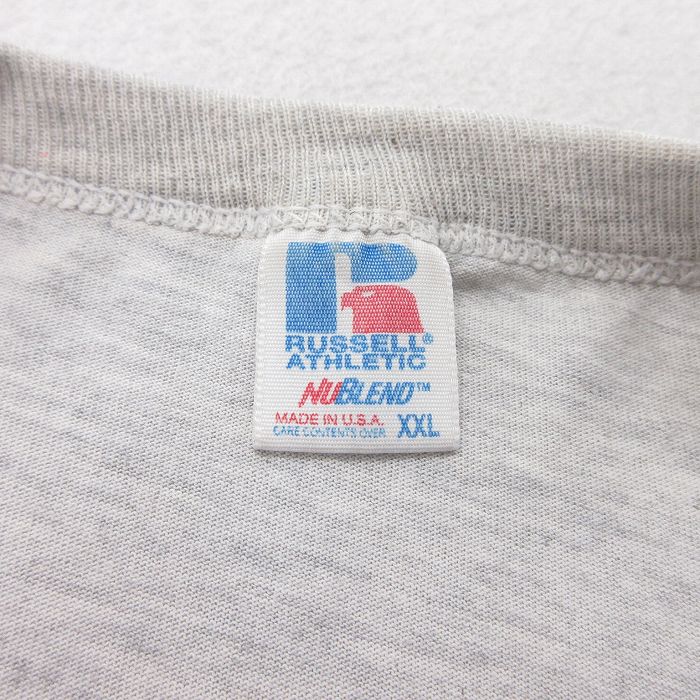 RUSSELL®
ATHLETIC
NUBLEND™
MADE IN U.S.A.
CARE CONTENTS OVER
XXL